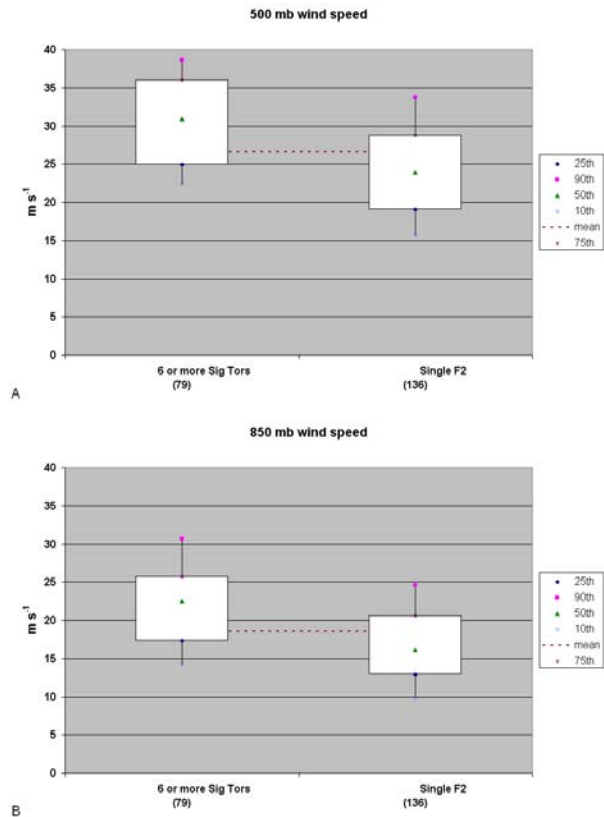 500 mb wind speed
40
35
30
25
20
15
10
5
0
m s⁻¹
25th
90th
50th
10th
mean
75th
6 or more Sig Tors
(79)
Single F2
(136)
A
850 mb wind speed
40
35
30
25
20
15
10
5
0
m s⁻¹
25th
90th
50th
10th
mean
75th
6 or more Sig Tors
(79)
Single F2
(136)
B